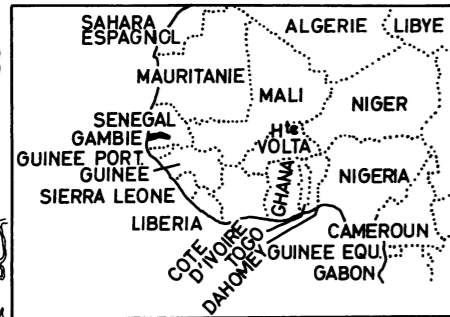 SAHARA
ESPAGNOL
ALGERIE
LIBYE
MAURITANIE
MALI
NIGER
SENEGAL
GAMBIE
Hte
VOLTA
GUINEE PORT.
GUINEE
SIERRA LEONE
GHANA
NIGERIA
LIBERIA
COTE
D'IVOIRE
TOGO
DAHOMEY
CAMEROUN
GUINEE EQU.
GABON